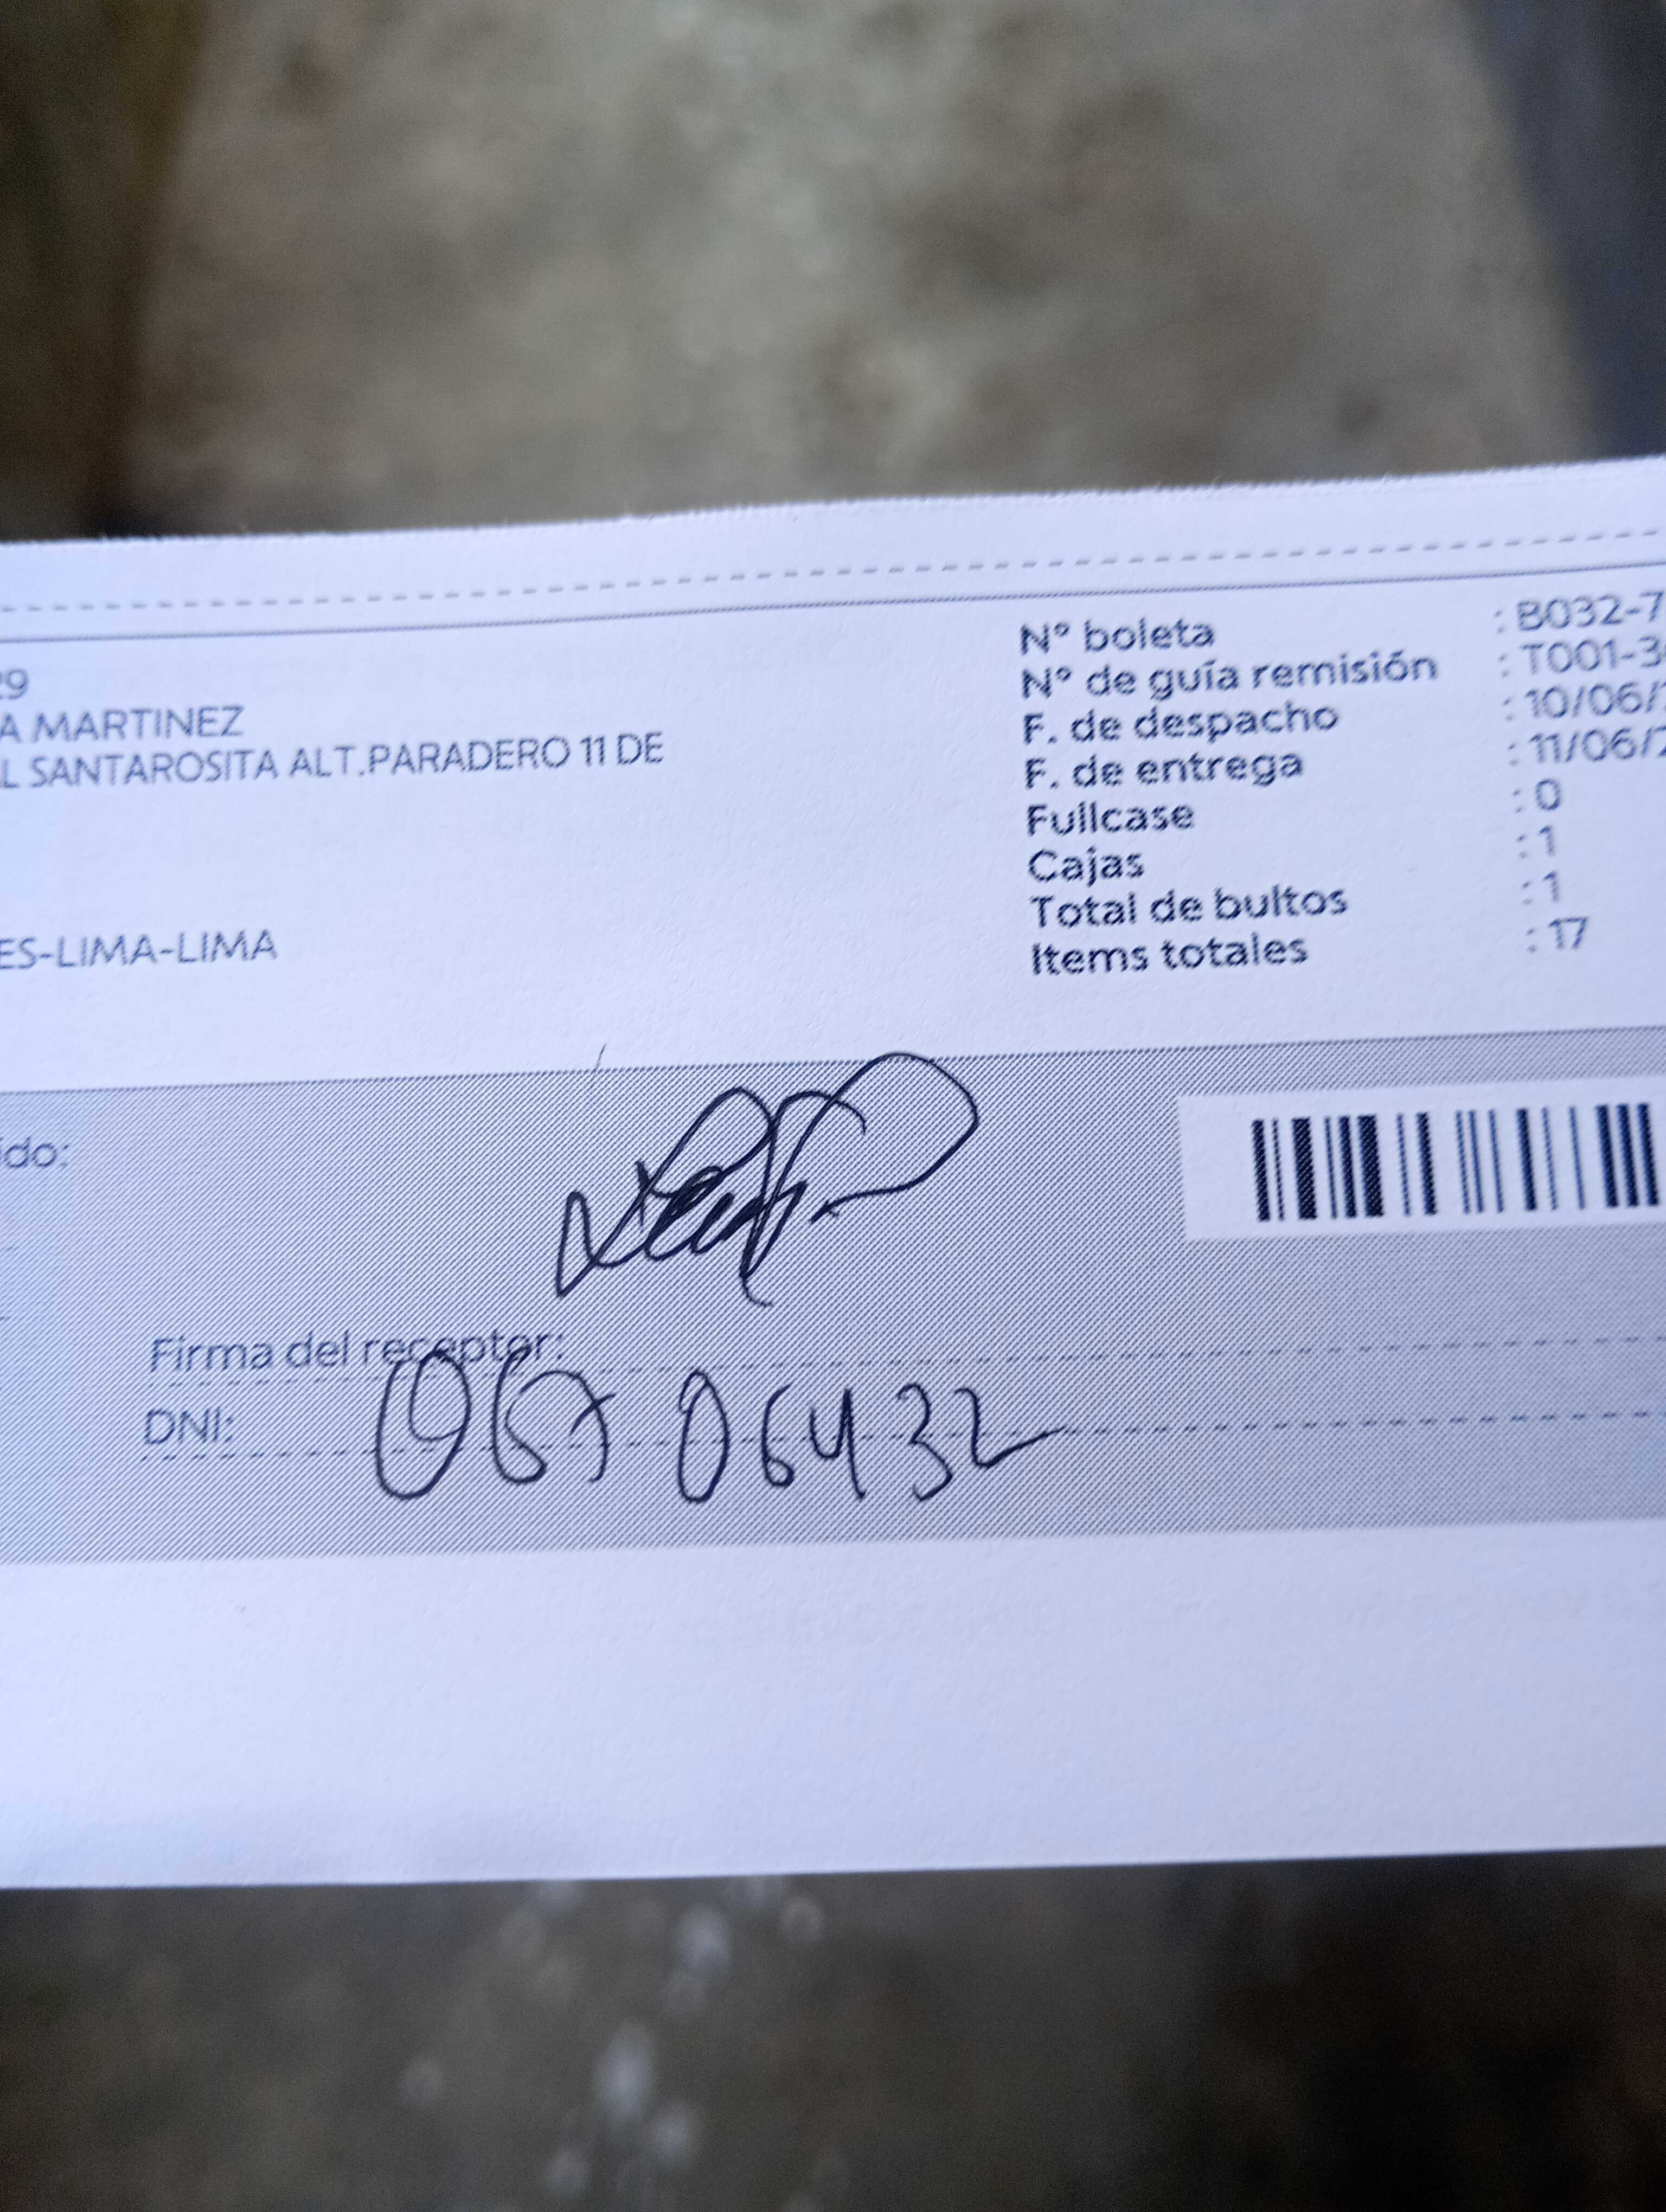 29
A MARTINEZ
L SANTAROSITA ALT.PARADERO 11 DE
ES-LIMA-LIMA
N° boleta : B032-7
N° de guía remisión : T001-3
F. de despacho : 10/06/
F. de entrega : 11/06/2
Fullcase : 0
Cajas : 1
Total de bultos : 1
Items totales : 17
ido:
Firma del receptor:
DNI: 06706432